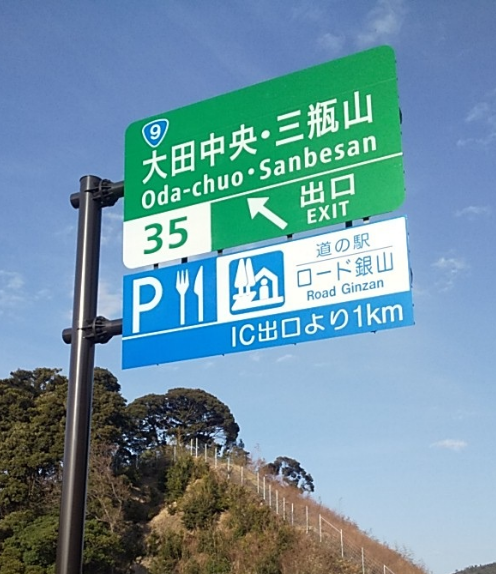 9
大田中央・三瓶山
Oda-chuo・Sanbesan
35
出口
EXIT
P
道の駅
ロード銀山
Road Ginzan
IC出口より1km